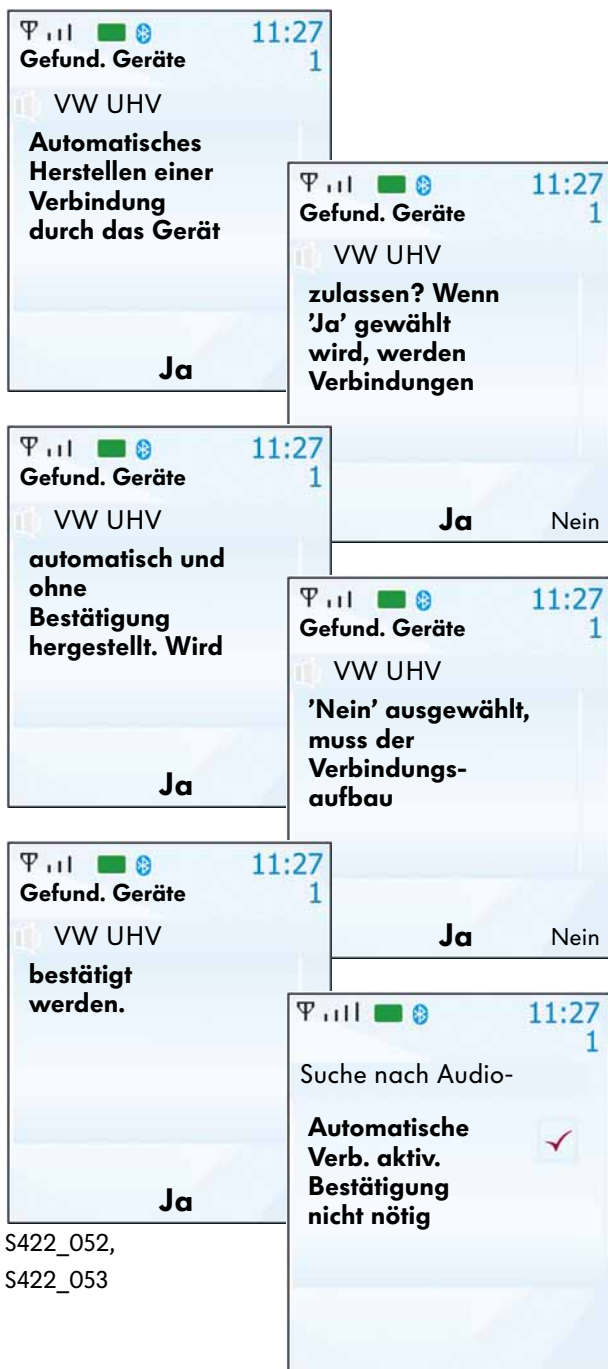 11:27
Gefund. Geräte 1
VW UHV
Automatisches
Herstellen einer
Verbindung
durch das Gerät
Ja
11:27
Gefund. Geräte 1
VW UHV
zulassen? Wenn
’Ja’ gewählt
wird, werden
Verbindungen
Ja Nein
11:27
Gefund. Geräte 1
VW UHV
automatisch und
ohne
Bestätigung
hergestellt. Wird
Ja
11:27
Gefund. Geräte 1
VW UHV
’Nein’ ausgewählt,
muss der
Verbindungs-
aufbau
Ja Nein
11:27
Gefund. Geräte 1
VW UHV
bestätigt
werden.
Ja
11:27
1
Suche nach Audio-
Automatische
Verb. aktiv.
Bestätigung
nicht nötig
S422_052,
S422_053